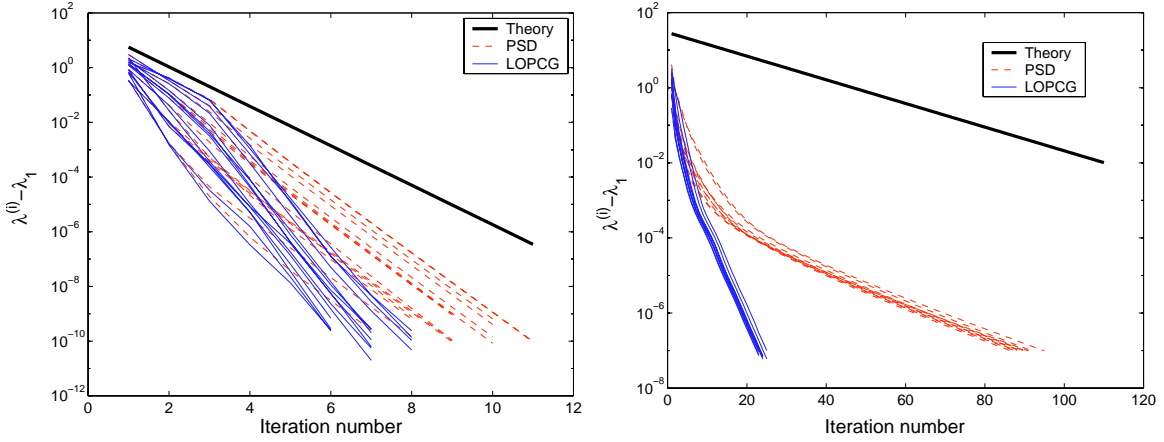 Theory
PSD
LOPCG
10^2
10^0
10^-2
10^-4
10^-6
10^-8
10^-10
10^-12
λ^(i)−λ_1
0 2 4 6 8 10 12
Iteration number
Theory
PSD
LOPCG
10^2
10^0
10^-2
10^-4
10^-6
10^-8
λ^(i)−λ_1
0 20 40 60 80 100 120
Iteration number